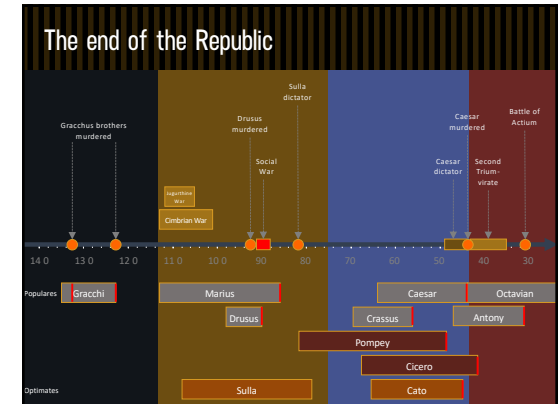 The end of the Republic
Sulla
dictator
Gracchus brothers
murdered
Drusus
murdered
Caesar
murdered
Battle of
Actium
Social
War
Caesar
dictator
Second
Trium-
virate
Jugurthine
War
Cimbrian War
14 0 13 0 12 0 11 0 10 0 90 80 70 60 50 40 30
Populares Gracchi Marius Caesar Octavian
Drusus Crassus Antony
Pompey
Cicero
Optimates Sulla Cato